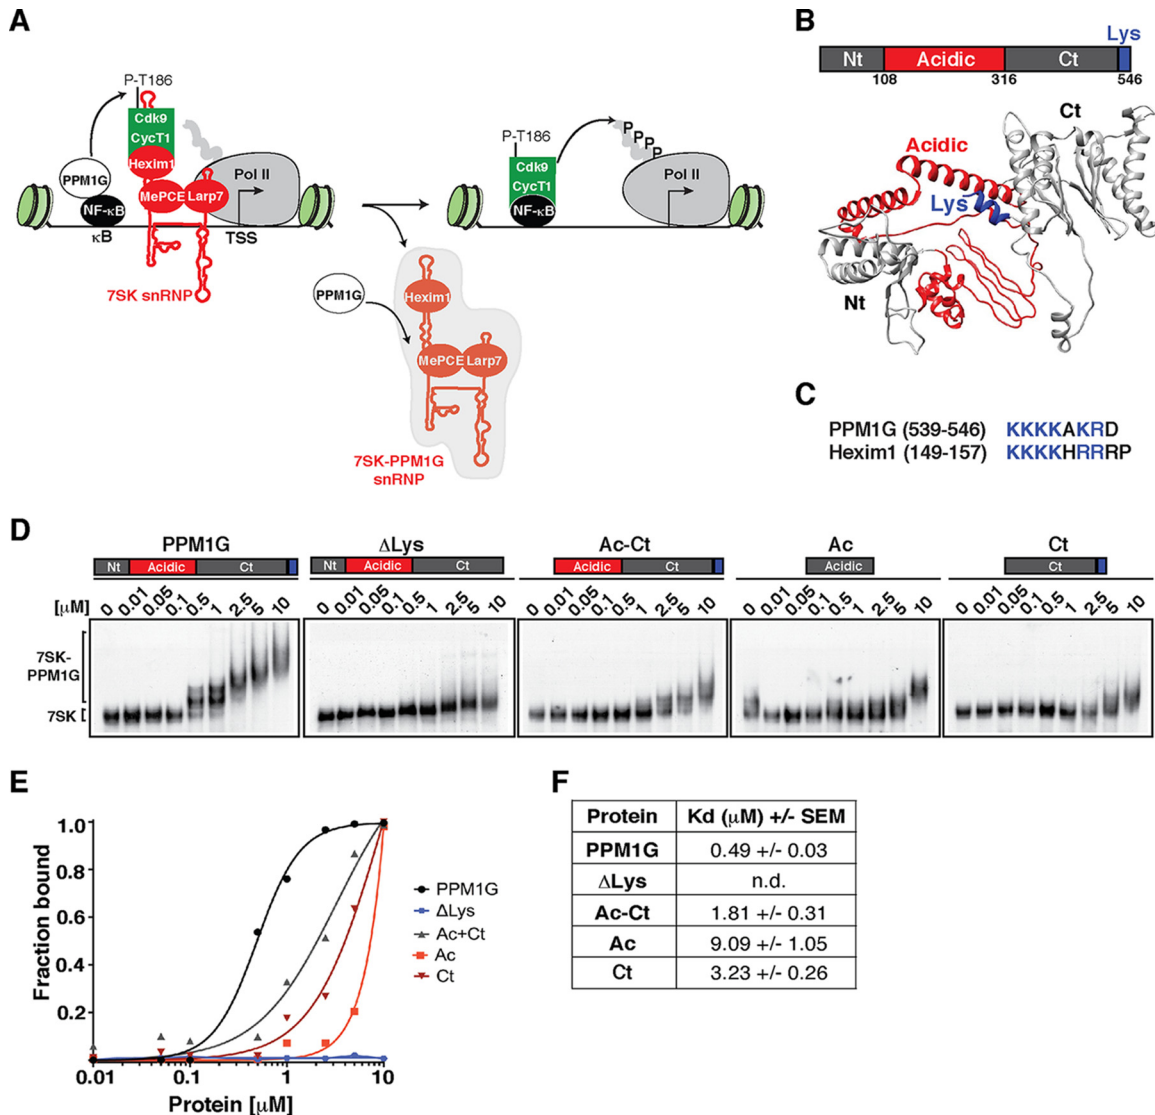 A
P-T186
Cdk9
CycT1
Hexim1
PPM1G
NF-κB
MePCE
Larp7
Pol II
κB
TSS
7SK snRNP
P-T186
Cdk9
CycT1
NF-κB
P
P
P
P
Pol II
PPM1G
Hexim1
MePCE
Larp7
7SK-PPM1G
snRNP
B
Lys
Nt Acidic Ct
108 316 546
Ct
Acidic
Lys
Nt
C
PPM1G (539-546) KKKKAKRD
Hexim1 (149-157) KKKKHRRRP
D
PPM1G ΔLys Ac-Ct Ac Ct
Nt Acidic Ct
Nt Acidic Ct
Acidic Ct
Acidic
Ct
[μM] 0 0.01 0.05 0.1 0.5 1 2.5 5 10
0 0.01 0.05 0.1 0.5 1 2.5 5 10
0 0.01 0.05 0.1 0.5 1 2.5 5 10
0 0.01 0.05 0.1 0.5 1 2.5 5 10
0 0.01 0.05 0.1 0.5 1 2.5 5 10
7SK-
PPM1G
7SK
E
Fraction bound
1.0
0.8
0.6
0.4
0.2
0.01 0.1 1 10
Protein [μM]
PPM1G
ΔLys
Ac+Ct
Ac
Ct
F
Protein Kd (μM) +/- SEM
PPM1G 0.49 +/- 0.03
ΔLys n.d.
Ac-Ct 1.81 +/- 0.31
Ac 9.09 +/- 1.05
Ct 3.23 +/- 0.26